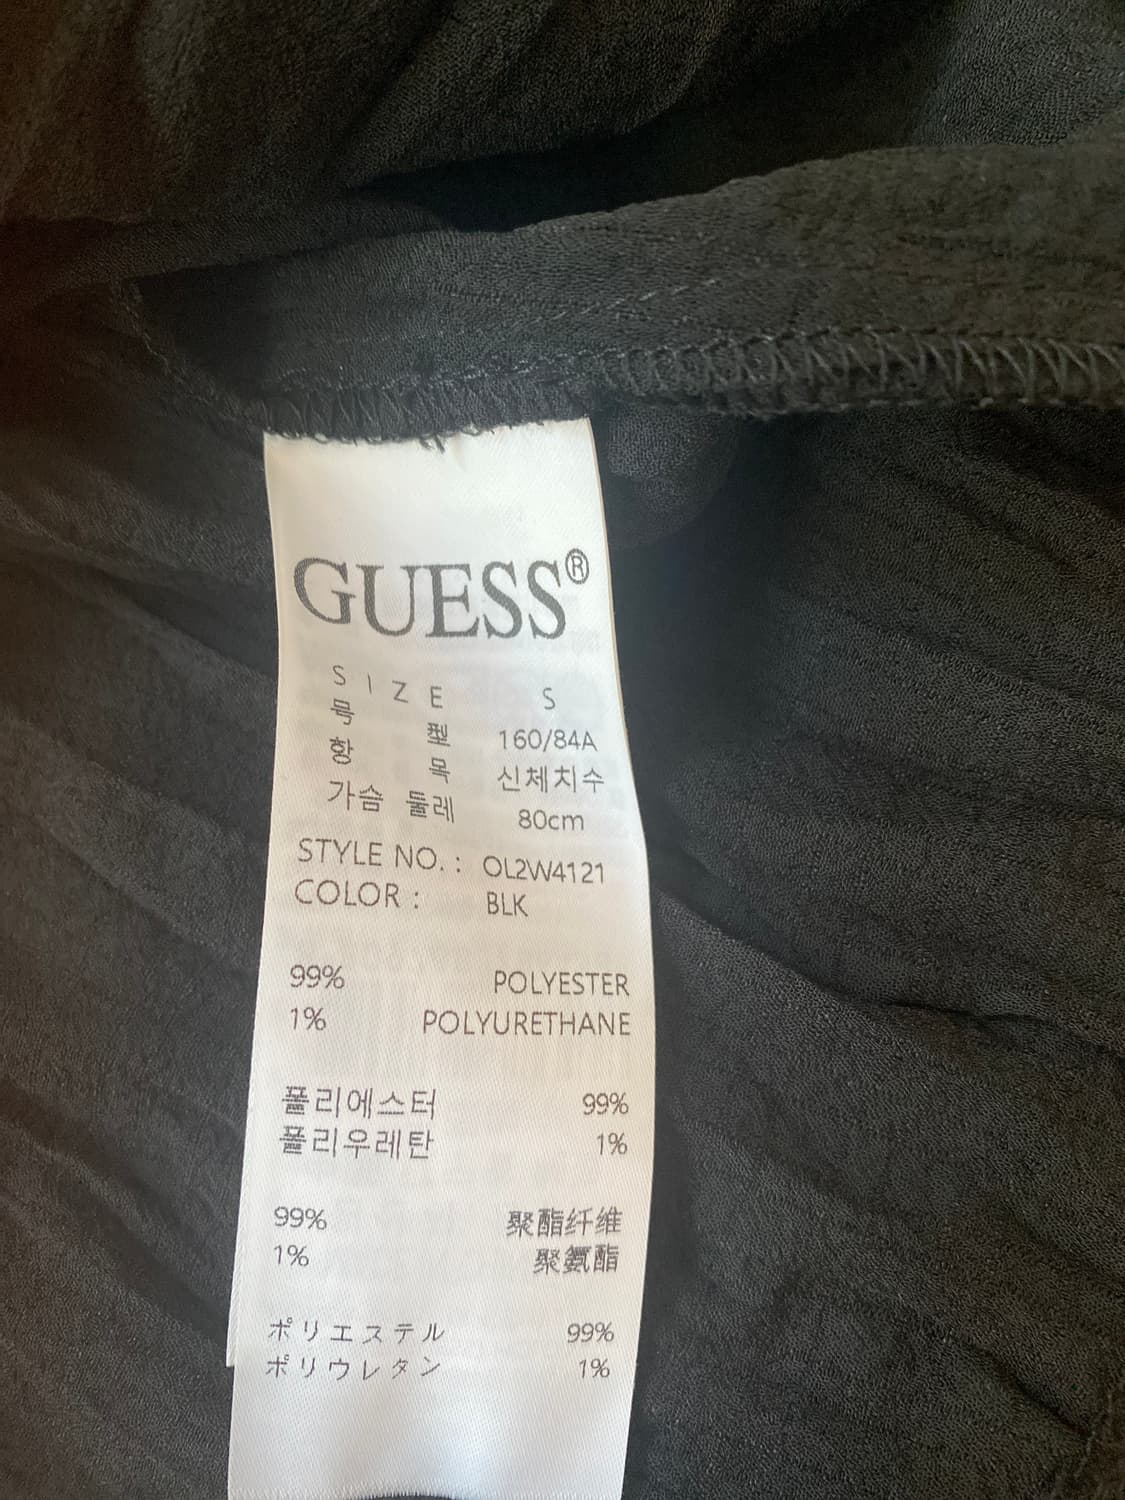 GUESS®
SIZE S
号 型 160/84A
항 목 신체치수
가슴 둘레 80cm
STYLE NO. : OL2W4121
COLOR : BLK
99% POLYESTER
1% POLYURETHANE
폴리에스터 99%
폴리우레탄 1%
99% 聚酯纤维
1% 聚氨酯
ポリエステル 99%
ポリウレタン 1%